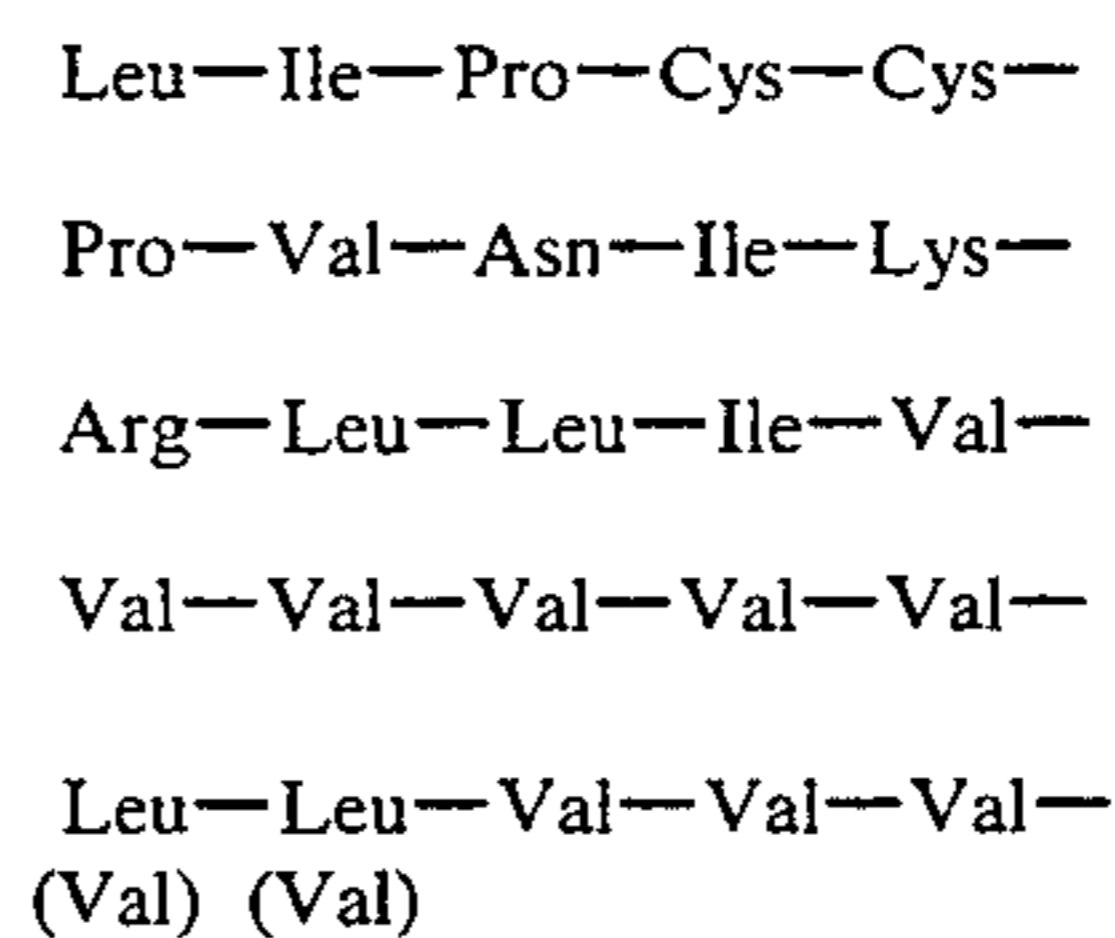 Leu—Ile—Pro—Cys—Cys—
Pro—Val—Asn—Ile—Lys—
Arg—Leu—Leu—Ile—Val—
Val—Val—Val—Val—Val—
Leu—Leu—Val—Val—Val—
(Val) (Val)